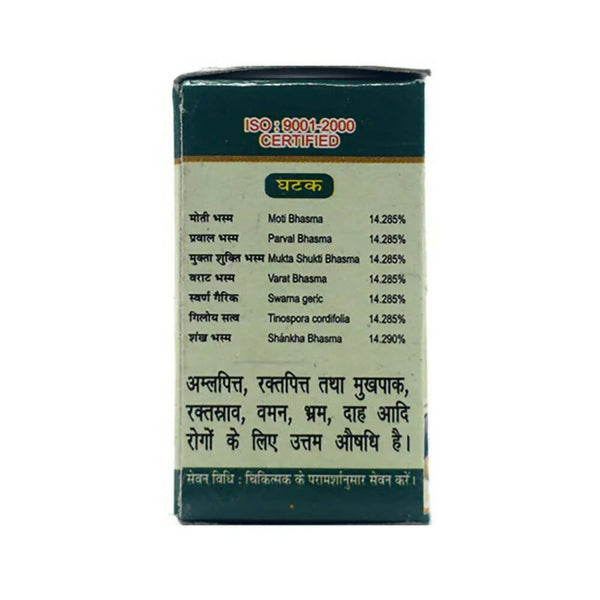 ISO : 9001-2000
CERTIFIED
घटक
मोती भस्म Moti Bhasma 14.285%
प्रवाल भस्म Parval Bhasma 14.285%
मुक्ता शुक्ति भस्म Mukta Shukti Bhasma 14.285%
वराट भस्म Varat Bhasma 14.285%
स्वर्ण गैरिक Swarna geric 14.285%
गिलोय सत्व Tinospora cordifolia 14.285%
शंख भस्म Shánkha Bhasma 14.290%
अम्लपित्त, रक्तपित्त तथा मुखपाक,
रक्तस्राव, वमन, भ्रम, दाह आदि
रोगों के लिए उत्तम औषधि है।
सेवन विधि : चिकित्सक के परामर्शानुसार सेवन करें।